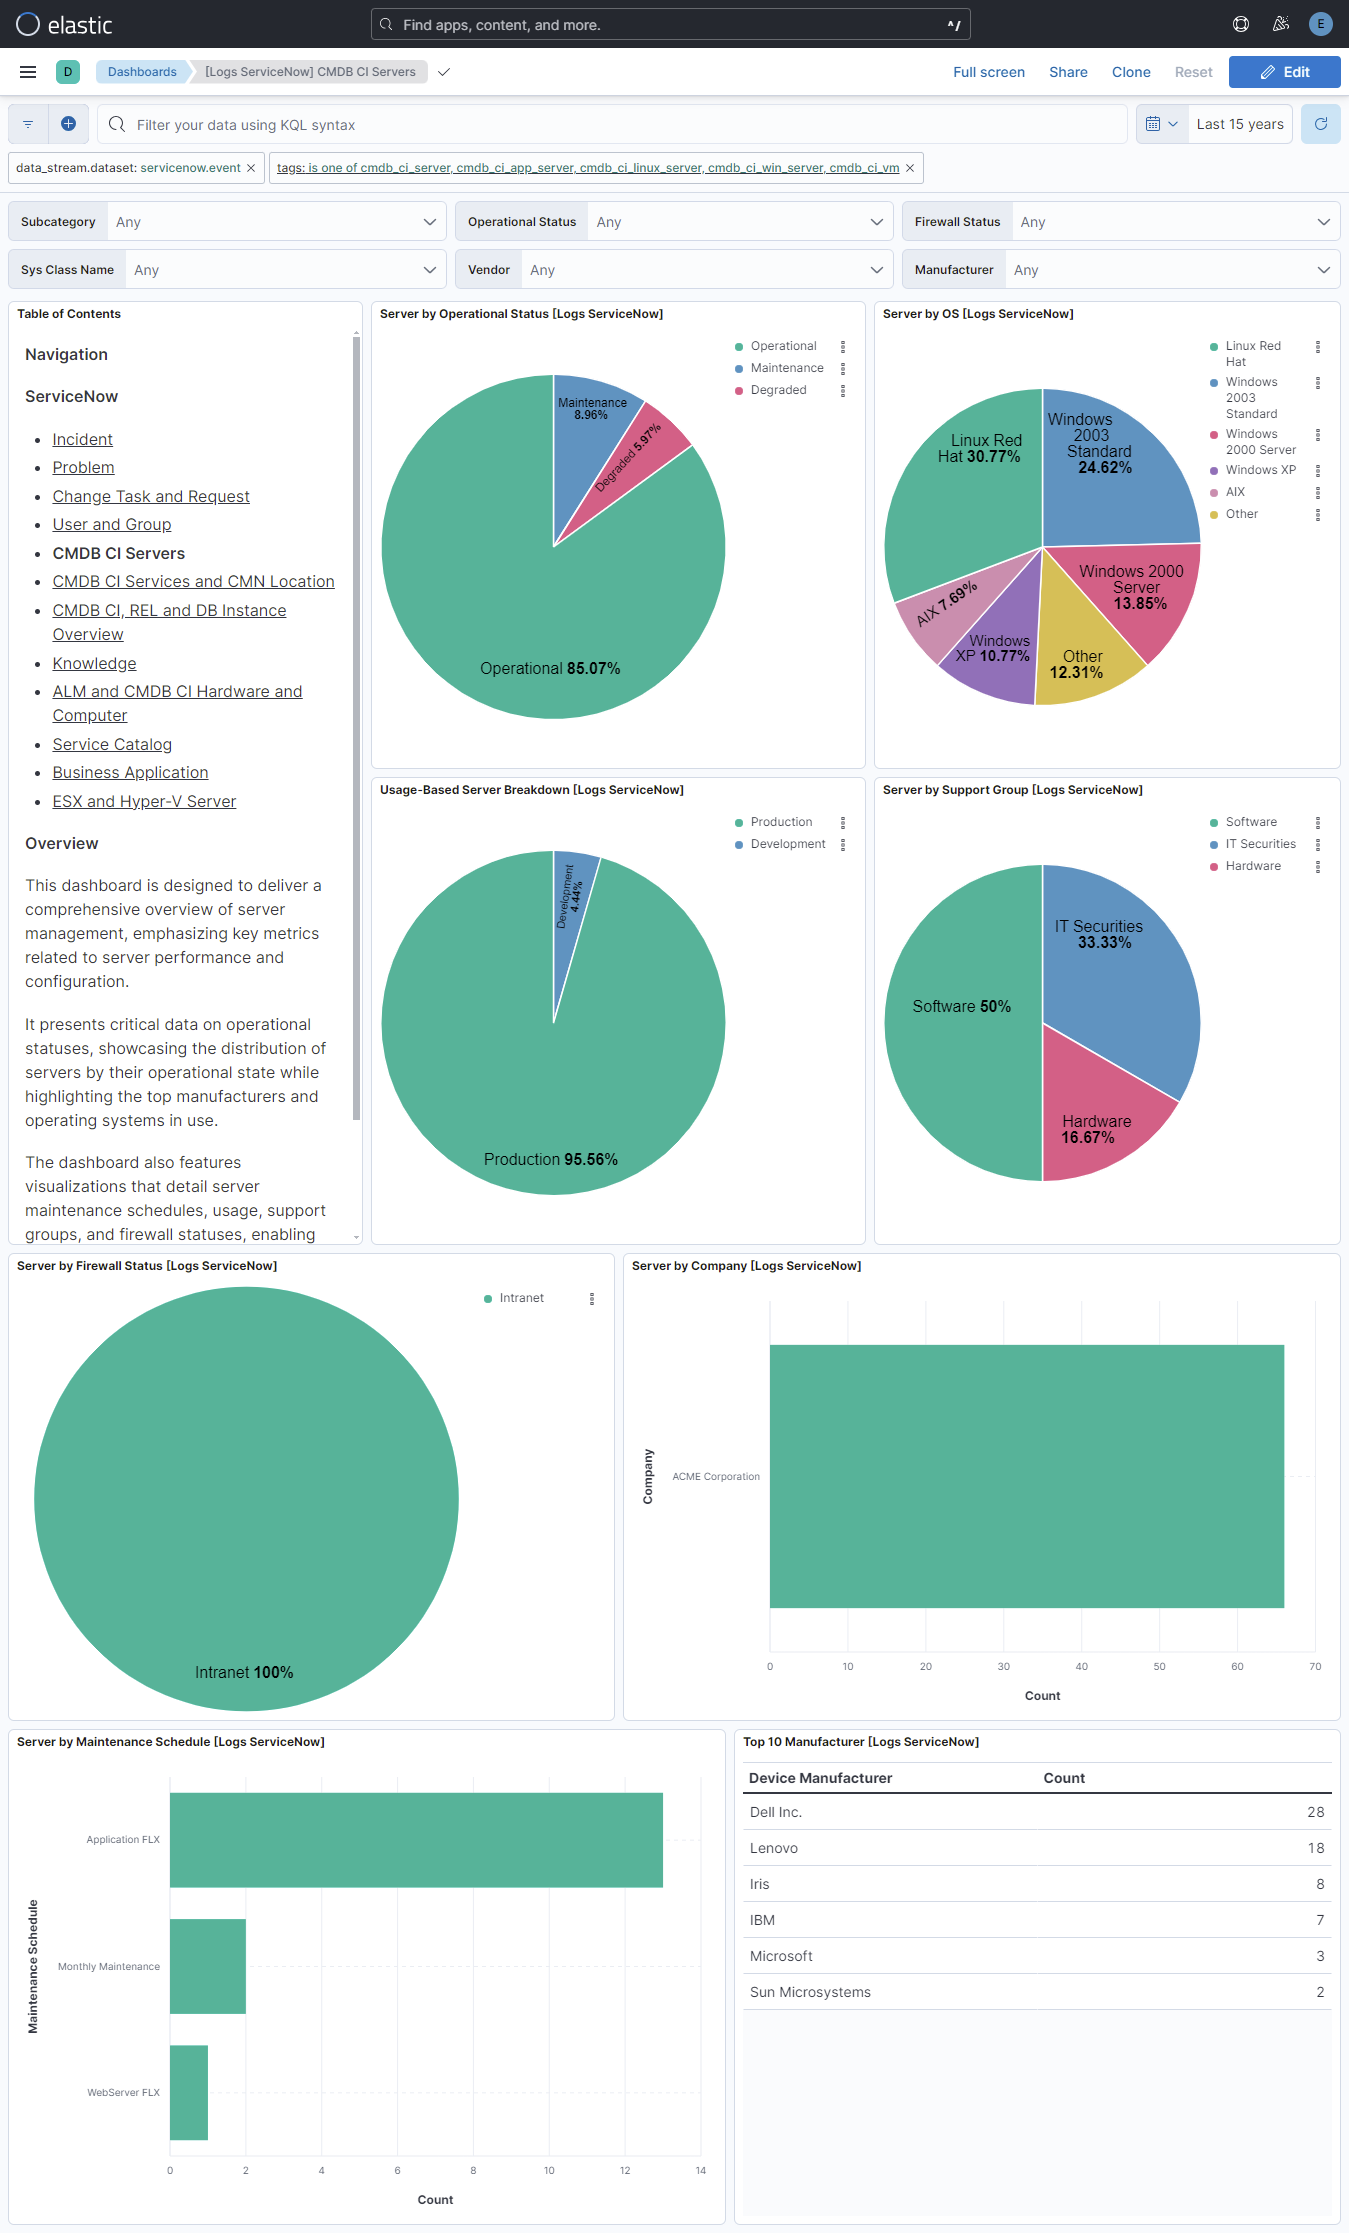 elastic
Find apps, content, and more.
^/
E
D
Dashboards
[Logs ServiceNow] CMDB CI Servers
Full screen
Share
Clone
Reset
Edit
Filter your data using KQL syntax
Last 15 years
data_stream.dataset: servicenow.event
tags: is one of cmdb_ci_server, cmdb_ci_app_server, cmdb_ci_linux_server, cmdb_ci_win_server, cmdb_ci_vm
Subcategory Any
Operational Status Any
Firewall Status Any
Sys Class Name Any
Vendor Any
Manufacturer Any
Table of Contents
Navigation
ServiceNow
• Incident
• Problem
• Change Task and Request
• User and Group
• CMDB CI Servers
• CMDB CI Services and CMN Location
• CMDB CI, REL and DB Instance
Overview
• Knowledge
• ALM and CMDB CI Hardware and
Computer
• Service Catalog
• Business Application
• ESX and Hyper-V Server
Overview
This dashboard is designed to deliver a
comprehensive overview of server
management, emphasizing key metrics
related to server performance and
configuration.
It presents critical data on operational
statuses, showcasing the distribution of
servers by their operational state while
highlighting the top manufacturers and
operating systems in use.
The dashboard also features
visualizations that detail server
maintenance schedules, usage, support
groups, and firewall statuses, enabling
Server by Operational Status [Logs ServiceNow]
Operational
Maintenance
Degraded
Maintenance
8.96%
Degraded 5.97%
Operational 85.07%
Server by OS [Logs ServiceNow]
Linux Red
Hat
Windows
2003
Standard
Windows
2000 Server
Windows XP
AIX
Other
Linux Red
Hat 30.77%
Windows
2003
Standard
24.62%
Windows 2000
Server
13.85%
AIX 7.69%
Windows
XP 10.77%
Other
12.31%
Usage-Based Server Breakdown [Logs ServiceNow]
Production
Development
Development
4.44%
Production 95.56%
Server by Support Group [Logs ServiceNow]
Software
IT Securities
Hardware
IT Securities
33.33%
Software 50%
Hardware
16.67%
Server by Firewall Status [Logs ServiceNow]
Intranet
Intranet 100%
Server by Company [Logs ServiceNow]
Company
ACME Corporation
0 10 20 30 40 50 60 70
Count
Server by Maintenance Schedule [Logs ServiceNow]
Maintenance Schedule
Application FLX
Monthly Maintenance
WebServer FLX
0 2 4 6 8 10 12 14
Count
Top 10 Manufacturer [Logs ServiceNow]
Device Manufacturer Count
Dell Inc. 28
Lenovo 18
Iris 8
IBM 7
Microsoft 3
Sun Microsystems 2